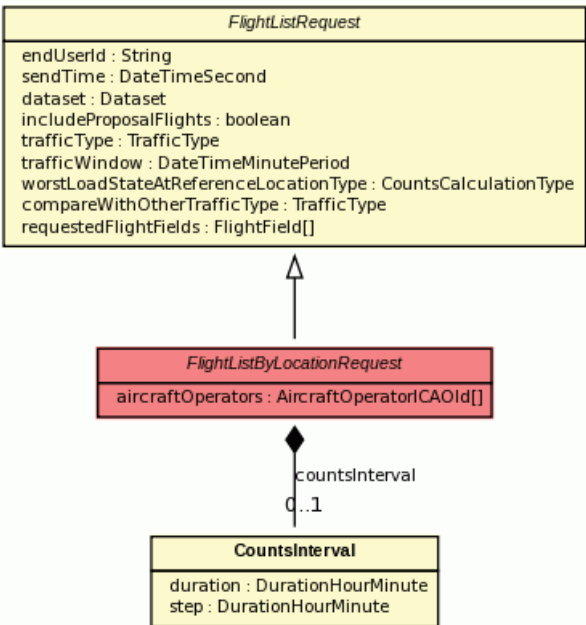 FlightListRequest
endUserId : String
sendTime : DateTimeSecond
dataset : Dataset
includeProposalFlights : boolean
trafficType : TrafficType
trafficWindow : DateTimeMinutePeriod
worstLoadStateAtReferenceLocationType : CountsCalculationType
compareWithOtherTrafficType : TrafficType
requestedFlightFields : FlightField[]
FlightListByLocationRequest
aircraftOperators : AircraftOperatorICAOId[]
countsInterval
0..1
CountsInterval
duration : DurationHourMinute
step : DurationHourMinute